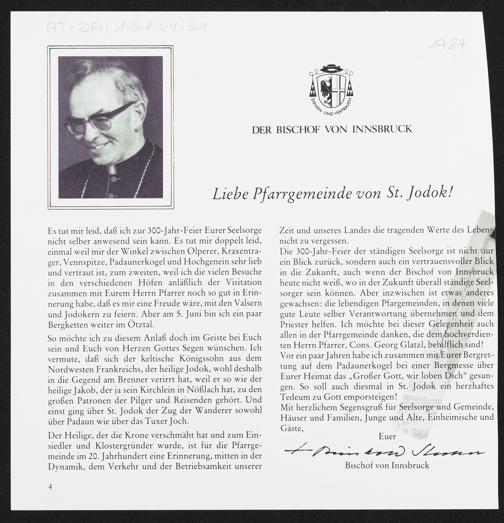 AT-DA: 1.3.1.57.51
1987
DIENEN UND VERTRAUEN
DER BISCHOF VON INNSBRUCK
Liebe Pfarrgemeinde von St. Jodok!
Es tut mir leid, daß ich zur 300-Jahr-Feier Eurer Seelsorge
nicht selber anwesend sein kann. Es tut mir doppelt leid,
einmal weil mir der Winkel zwischen Olperer, Kraxentra-
ger, Vennspitze, Padaunerkogel und Hochgenein sehr lieb
und vertraut ist, zum zweiten, weil ich die vielen Besuche
in den verschiedenen Höfen anläßlich der Visitation
zusammen mit Eurem Herrn Pfarrer noch so gut in Erin-
nerung habe, daß es mir eine Freude wäre, mit den Valsern
und Jodokern zu feiern. Aber am 5. Juni bin ich ein paar
Bergketten weiter im Ötztal.
So möchte ich zu diesem Anlaß doch im Geiste bei Euch
sein und Euch von Herzen Gottes Segen wünschen. Ich
vermute, daß sich der keltische Königssohn aus dem
Nordwesten Frankreichs, der heilige Jodok, wohl deshalb
in die Gegend am Brenner verirrt hat, weil er so wie der
heilige Jakob, der ja sein Kirchlein in Nößlach hat, zu den
großen Patronen der Pilger und Reisenden gehört. Und
einst ging über St. Jodok der Zug der Wanderer sowohl
über Padaun wie über das Tuxer Joch.
Der Heilige, der die Krone verschmäht hat und zum Ein-
siedler und Klostergründer wurde, ist für die Pfarrge-
meinde im 20. Jahrhundert eine Erinnerung, mitten in der
Dynamik, dem Verkehr und der Betriebsamkeit unserer
4
Zeit und unseres Landes die tragenden Werte des Lebens
nicht zu vergessen.
Die 300-Jahr-Feier der ständigen Seelsorge ist nicht nur
ein Blick zurück, sondern auch ein vertrauensvoller Blick
in die Zukunft, auch wenn der Bischof von Innsbruck
heute nicht weiß, wo in der Zukunft überall ständige Seel-
sorger sein können. Aber inzwischen ist etwas anderes
gewachsen: die lebendigen Pfarrgemeinden, in denen viele
gute Leute selber Verantwortung übernehmen und dem
Priester helfen. Ich möchte bei dieser Gelegenheit auch
allen in der Pfarrgemeinde danken, die dem hochverdien-
ten Herrn Pfarrer, Cons. Georg Glatzl, behilflich sind!
Vor ein paar Jahren habe ich zusammen mit Eurer Bergret-
tung auf dem Padaunerkogel bei einer Bergmesse über
Eurer Heimat das „Großer Gott, wir loben Dich" gesun-
gen. So soll auch diesmal in St. Jodok ein herzhaftes
Tedeum zu Gott emporsteigen!
Mit herzlichem Segensgruß für Seelsorge und Gemeinde,
Häuser und Familien, Junge und Alte, Einheimische und
Gäste,
Euer
Bischof von Innsbruck